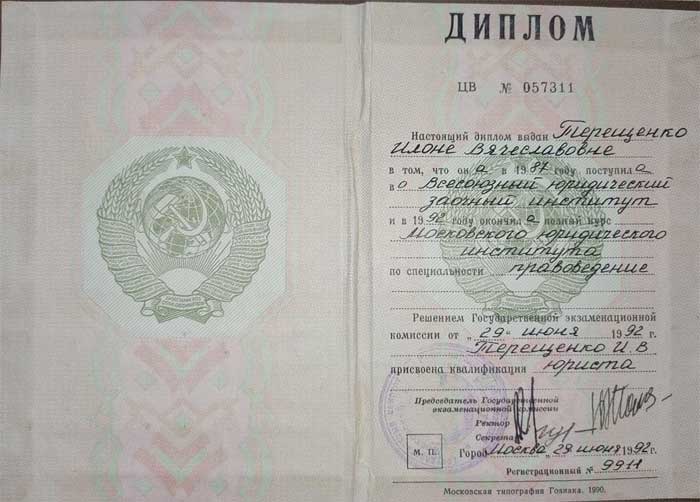 ДИПЛОМ
ЦВ № 057311
Настоящий диплом выдан Терещенко
Илоне Вячеславовне
в том, что он а в 1987 году поступил а
в о Всесоюзный юридический
заочный институт
и в 1992 году окончил а полный курс
Московского юридического
института
по специальности правоведение
Решением Государственной экзаменационной
комиссии от „29" июня 1992 г.
Терещенко И. В
присвоена квалификация юриста
Председатель Государственной
экзаменационной комиссии
Ректор
Секретарь
М. П.
Город Москва, 29 июня 1992 г.
Регистрационный № 9911
Московская типография Гознака. 1990.